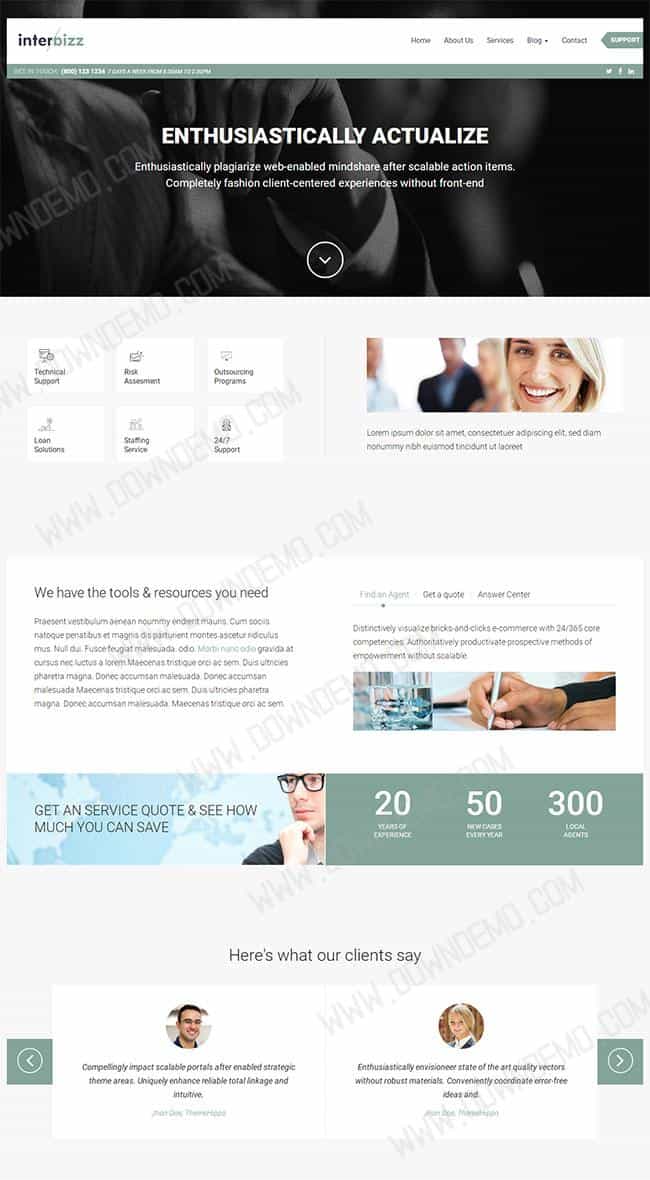 interbizz
Home About Us Services Blog Contact SUPPORT
GET IN TOUCH: (800) 123 1234 7 DAYS A WEEK FROM 8:30AM TO 2:30PM
ENTHUSIASTICALLY ACTUALIZE
Enthusiastically plagiarize web-enabled mindshare after scalable action items.
Completely fashion client-centered experiences without front-end
Technical
Support
Risk
Assesment
Outsourcing
Programs
Loan
Solutions
Staffing
Service
24/7
Support
Lorem ipsum dolor sit amet, consectetuer adipiscing elit, sed diam
nonummy nibh euismod tincidunt ut laoreet
We have the tools & resources you need
Praesent vestibulum aenean noummy endrerit mauris. Cum sociis
natoque penatibus et magnis dis parturient montes ascetur ridiculus
mus. Null dui. Fusce feugiat malesuada. odio. Morbi nunc odio gravida at
cursus nec luctus a lorem.Maecenas tristique orci ac sem. Duis ultricies
pharetra magna. Donec accumsan malesuada. Donec accumsan
malesuada Maecenas tristique orci ac sem. Duis ultricies pharetra
magna. Donec accumsan malesuada. Maecenas tristique orci ac sem.
Find an Agent Get a quote Answer Center
Distinctively visualize bricks-and-clicks e-commerce with 24/365 core
competencies. Authoritatively productivate prospective methods of
empowerment without scalable.
GET AN SERVICE QUOTE & SEE HOW
MUCH YOU CAN SAVE
20
YEARS OF
EXPERIENCE
50
NEW CASES
EVERY YEAR
300
LOCAL
AGENTS
Here's what our clients say
Compellingly impact scalable portals after enabled strategic
theme areas. Uniquely enhance reliable total linkage and
intuitive.
Jhon Doe, ThemeHippo
Enthusiastically envisioneer state of the art quality vectors
without robust materials. Conveniently coordinate error-free
ideas and.
Jhon Doe, ThemeHippo
WWW.DOWNDEMO.COM